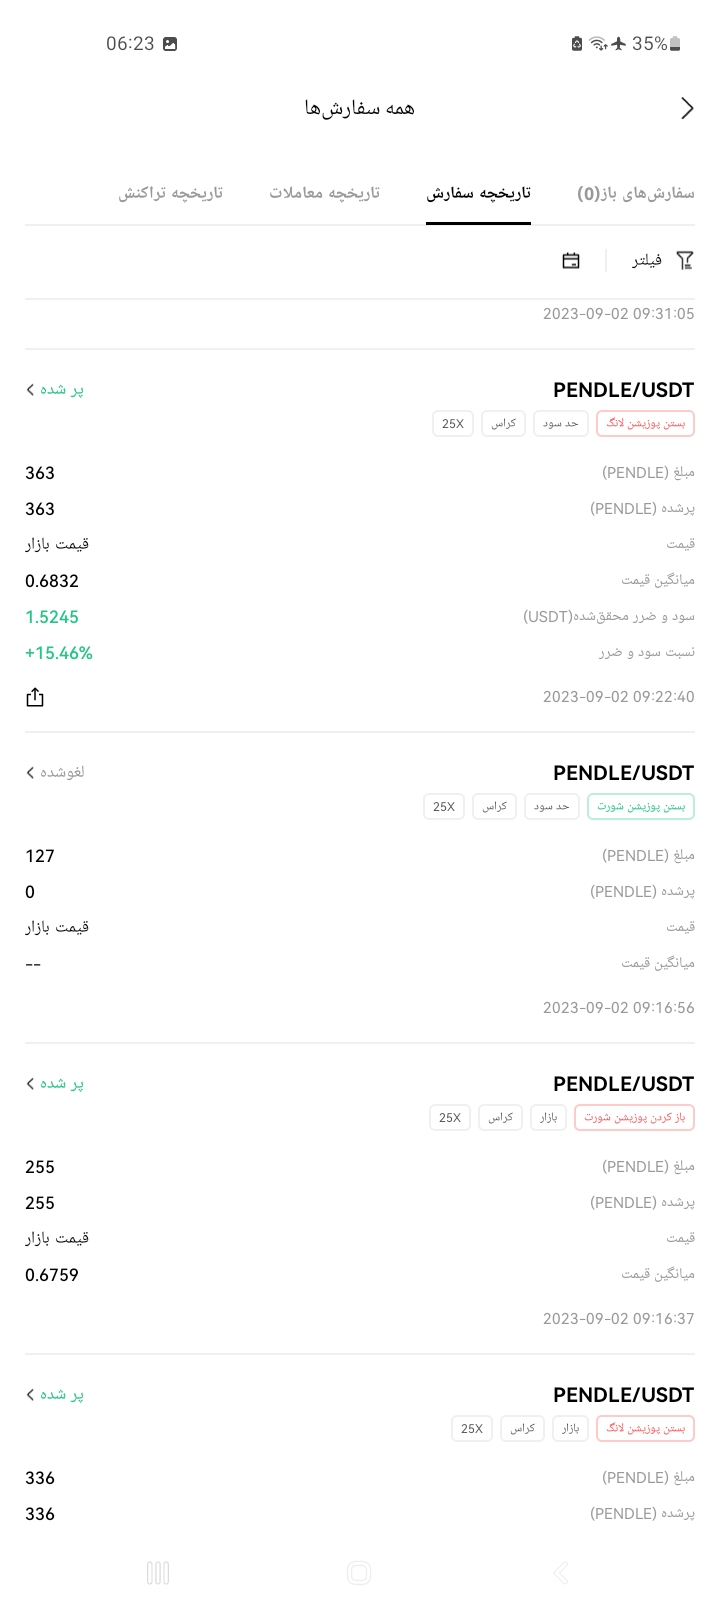 06:23
35%
همه سفارش‌ها
سفارش‌های باز(0) تاریخچه سفارش تاریخچه معاملات تاریخچه تراکنش
فیلتر
2023-09-02 09:31:05
PENDLE/USDT پر شده
بستن پوزیشن لانگ حد سود کراس 25X
مبلغ (PENDLE) 363
پرشده (PENDLE) 363
قیمت قیمت بازار
میانگین قیمت 0.6832
سود و ضرر محقق‌شده(USDT) 1.5245
نسبت سود و ضرر +15.46%
2023-09-02 09:22:40
PENDLE/USDT لغوشده
بستن پوزیشن شورت حد سود کراس 25X
مبلغ (PENDLE) 127
پرشده (PENDLE) 0
قیمت قیمت بازار
میانگین قیمت --
2023-09-02 09:16:56
PENDLE/USDT پر شده
باز کردن پوزیشن شورت بازار کراس 25X
مبلغ (PENDLE) 255
پرشده (PENDLE) 255
قیمت قیمت بازار
میانگین قیمت 0.6759
2023-09-02 09:16:37
PENDLE/USDT پر شده
بستن پوزیشن لانگ بازار کراس 25X
مبلغ (PENDLE) 336
پرشده (PENDLE) 336